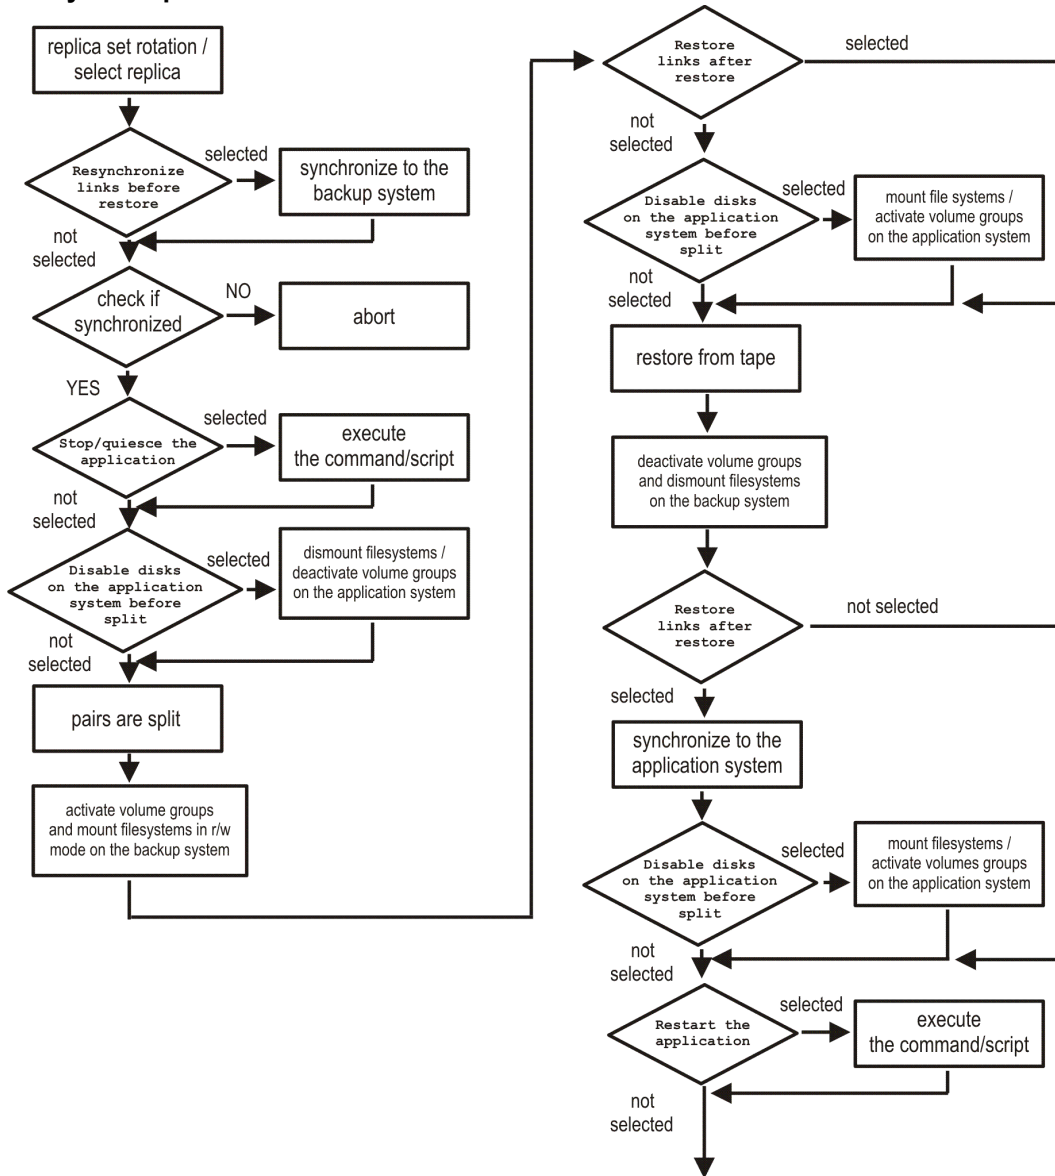 replica set rotation /
select replica
Resynchronize
links before
restore
selected
synchronize to the
backup system
not
selected
check if
synchronized
NO
abort
YES
Stop/quiesce the
application
selected
execute
the command/script
not
selected
Disable disks
on the application
system before
split
selected
dismount filesystems /
deactivate volume groups
on the application system
not
selected
pairs are split
activate volume groups
and mount filesystems in r/w
mode on the backup system
Restore
links after
restore
selected
not
selected
Disable disks
on the application
system before
split
selected
mount file systems /
activate volume groups
on the application system
not
selected
restore from tape
deactivate volume groups
and dismount filesystems
on the backup system
Restore
links after
restore
not selected
selected
synchronize to the
application system
Disable disks
on the application
system before
split
selected
mount filesystems /
activate volumes groups
on the application system
not
selected
Restart the
application
selected
execute
the command/script
not
selected